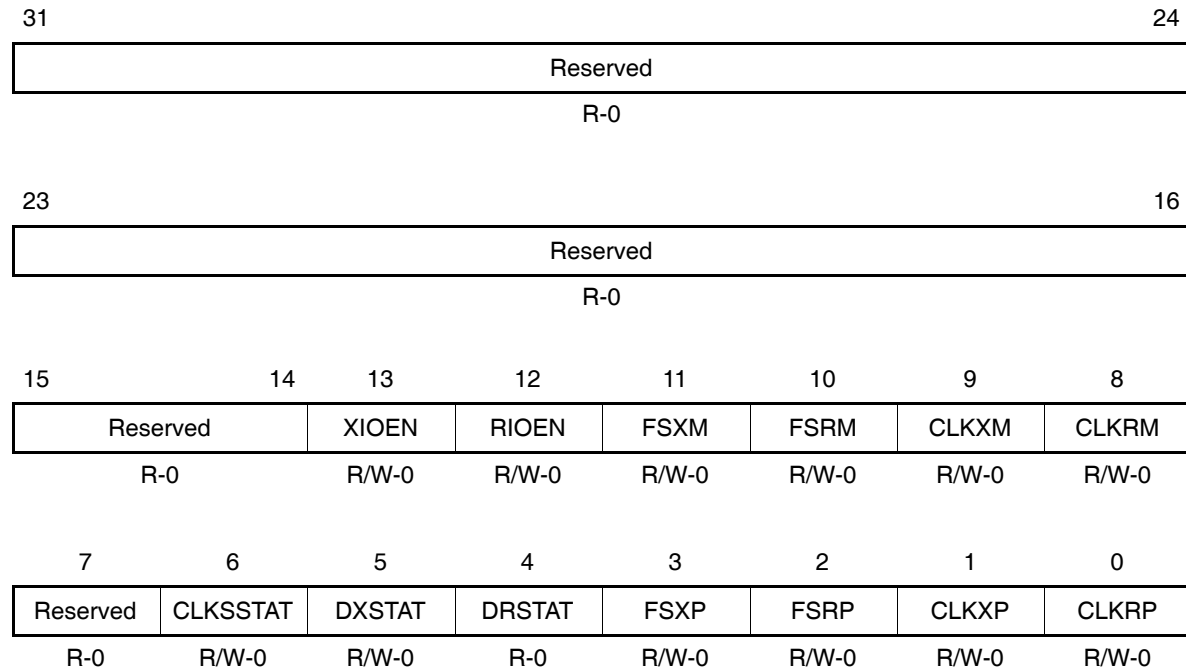 31 24
Reserved
R-0
23 16
Reserved
R-0
15 14 13 12 11 10 9 8
Reserved XIOEN RIOEN FSXM FSRM CLKXM CLKRM
R-0 R/W-0 R/W-0 R/W-0 R/W-0 R/W-0 R/W-0
7 6 5 4 3 2 1 0
Reserved CLKSSTAT DXSTAT DRSTAT FSXP FSRP CLKXP CLKRP
R-0 R/W-0 R/W-0 R-0 R/W-0 R/W-0 R/W-0 R/W-0